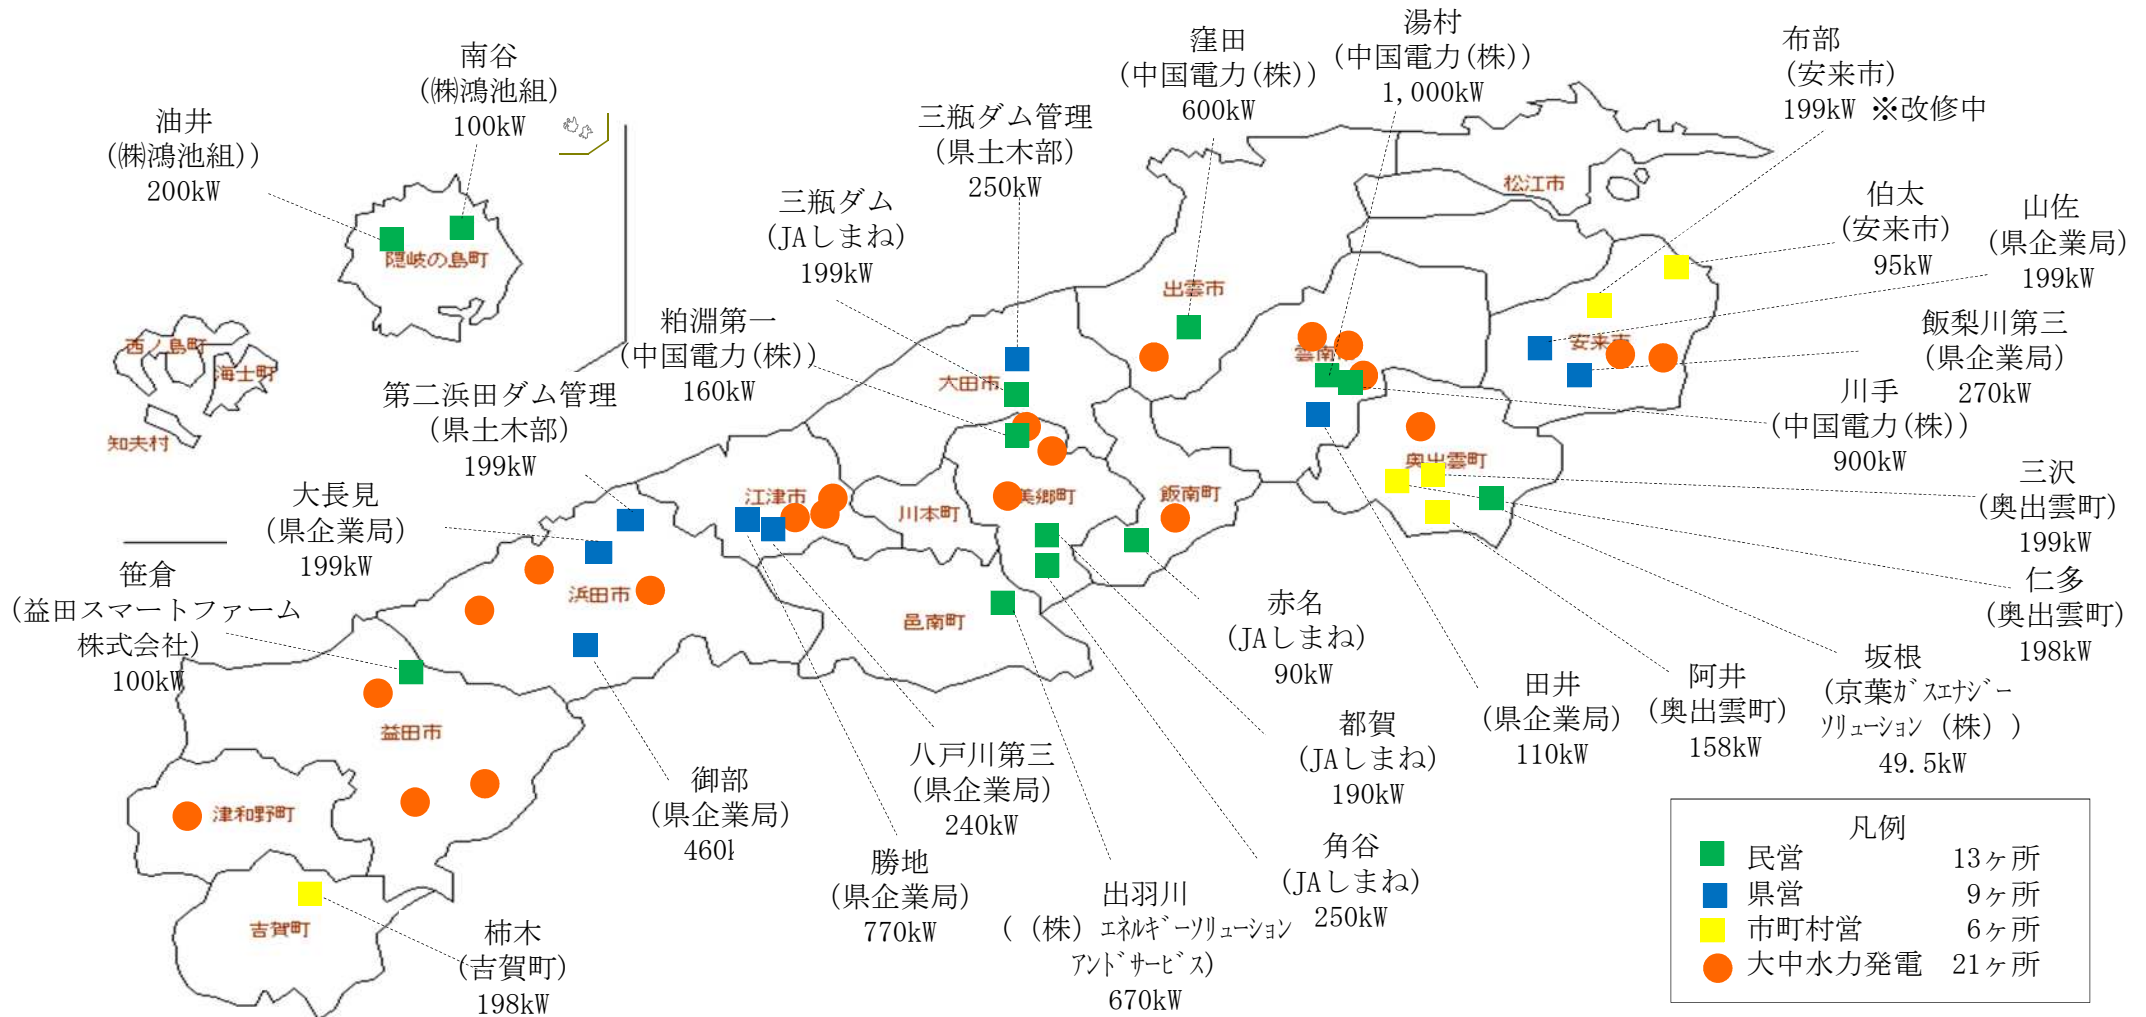 南谷
(㈱鴻池組)
100kW
油井
(㈱鴻池組))
200kW
三瓶ダム管理
(県土木部)
250kW
窪田
(中国電力(株))
600kW
湯村
(中国電力(株))
1,000kW
布部
(安来市)
199kW ※改修中
伯太
(安来市)
95kW
山佐
(県企業局)
199kW
飯梨川第三
(県企業局)
270kW
川手
(中国電力(株))
900kW
三沢
(奥出雲町)
199kW
仁多
(奥出雲町)
198kW
坂根
(京葉ガスエナジー
ソリューション (株) )
49.5kW
阿井
(奥出雲町)
158kW
田井
(県企業局)
110kW
赤名
(JAしまね)
90kW
都賀
(JAしまね)
190kW
角谷
(JAしまね)
250kW
出羽川
( (株) エネルギーソリューション
アンドサービス)
670kW
八戸川第三
(県企業局)
240kW
勝地
(県企業局)
770kW
御部
(県企業局)
460k
柿木
(吉賀町)
198kW
笹倉
(益田スマートファーム
株式会社)
100kW
大長見
(県企業局)
199kW
第二浜田ダム管理
(県土木部)
199kW
粕淵第一
(中国電力(株))
160kW
三瓶ダム
(JAしまね)
199kW
隠岐の島町
西ノ島町
海士町
知夫村
松江市
出雲市
安来市
雲南
大田市
奥出雲町
飯南町
美郷町
川本町
江津市
邑南町
浜田市
益田市
津和野町
吉賀町
凡例
民営 13ヶ所
県営 9ヶ所
市町村営 6ヶ所
大中水力発電 21ヶ所